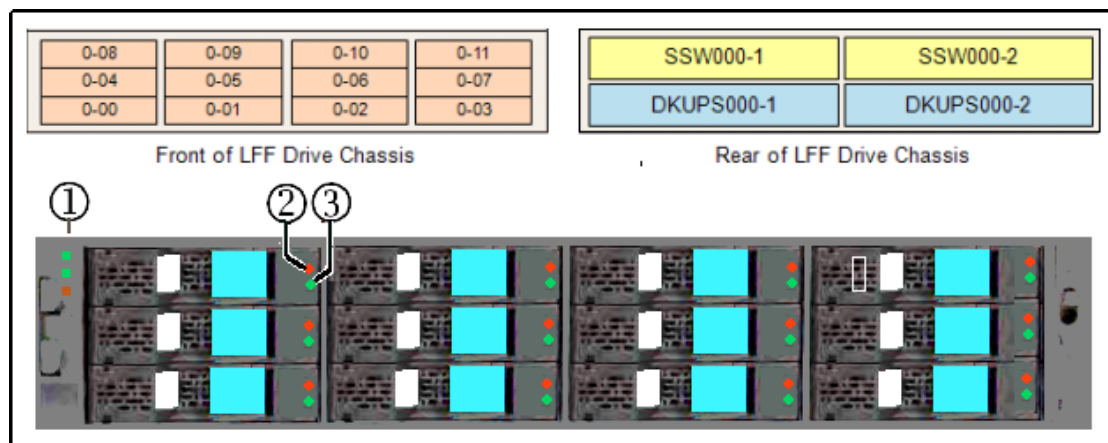 0-08 0-09 0-10 0-11
0-04 0-05 0-06 0-07
0-00 0-01 0-02 0-03
Front of LFF Drive Chassis
SSW000-1 SSW000-2
DKUPS000-1 DKUPS000-2
Rear of LFF Drive Chassis
① ② ③